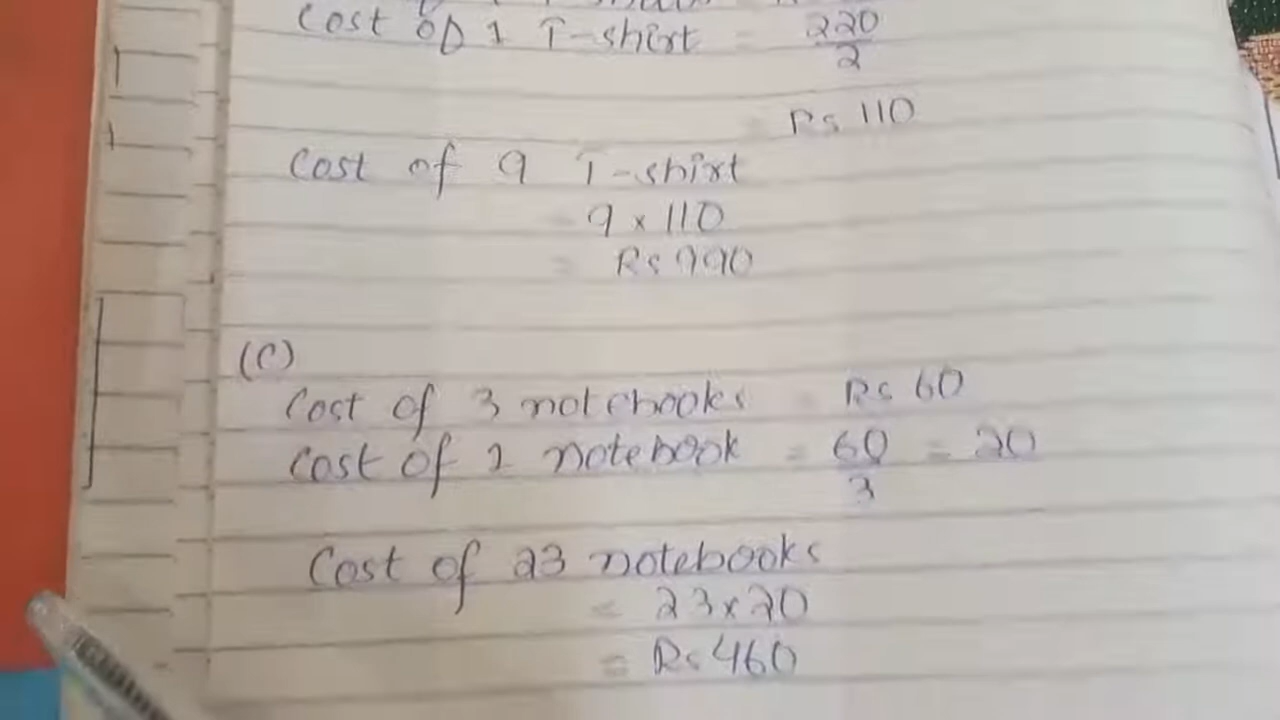 Cost of 1 T-shirt = 220/2
= Rs 110
Cost of 9 T-shirt
= 9 x 110
= Rs 990
(C)
Cost of 3 notebooks = Rs 60
Cost of 1 notebook = 60/3 = 20
Cost of 23 notebooks
= 23 x 20
= Rs 460